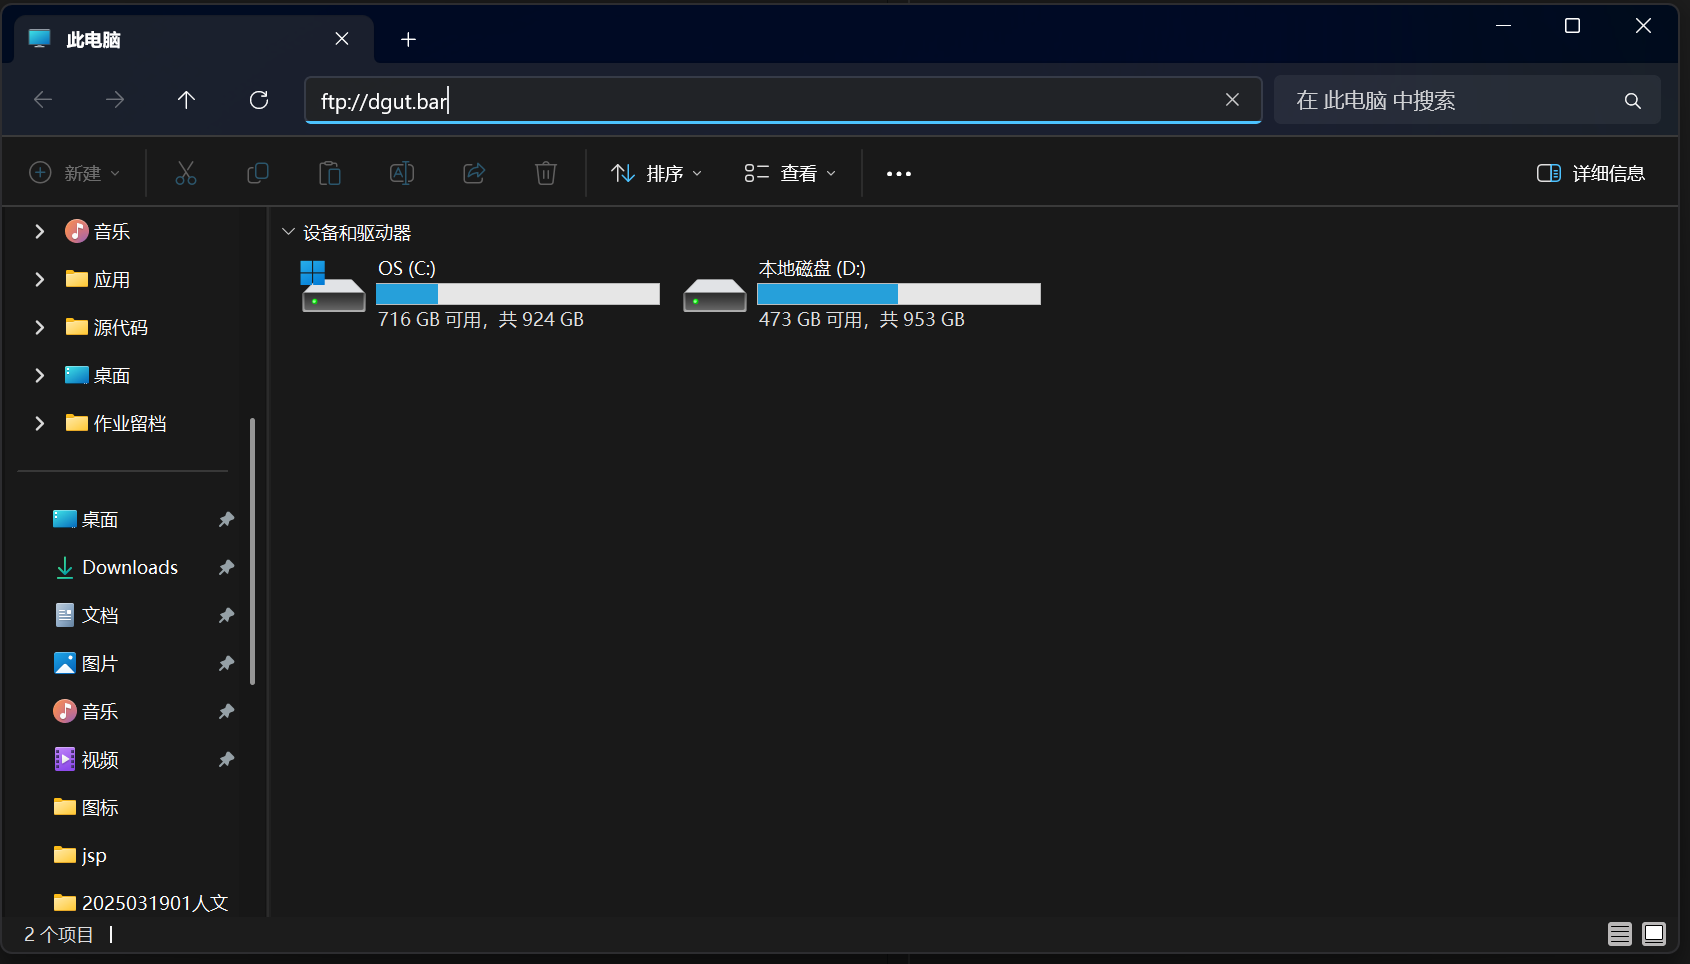 此电脑
ftp://dgut.bar
在 此电脑 中搜索
新建
排序
查看
详细信息
音乐
应用
源代码
桌面
作业留档
桌面
Downloads
文档
图片
音乐
视频
图标
jsp
2025031901人文
设备和驱动器
OS (C:)
716 GB 可用，共 924 GB
本地磁盘 (D:)
473 GB 可用，共 953 GB
2 个项目